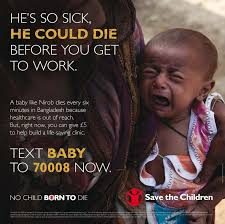 HE'S SO SICK,
HE COULD DIE
BEFORE YOU GET
TO WORK.
A baby like Nirob dies every six
minutes in Bangladesh because
healthcare is out of reach.
But, right now, you can give £5
to help build a life-saving clinic.
TEXT BABY
TO 70008 NOW.
NO CHILD BORN TO DIE
Save the Children